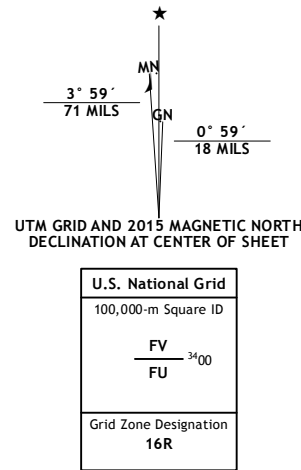 ★
MN
3° 59´
71 MILS
GN
0° 59´
18 MILS
UTM GRID AND 2015 MAGNETIC NORTH
DECLINATION AT CENTER OF SHEET
U.S. National Grid
100,000-m Square ID
FV
³⁴00
FU
Grid Zone Designation
16R